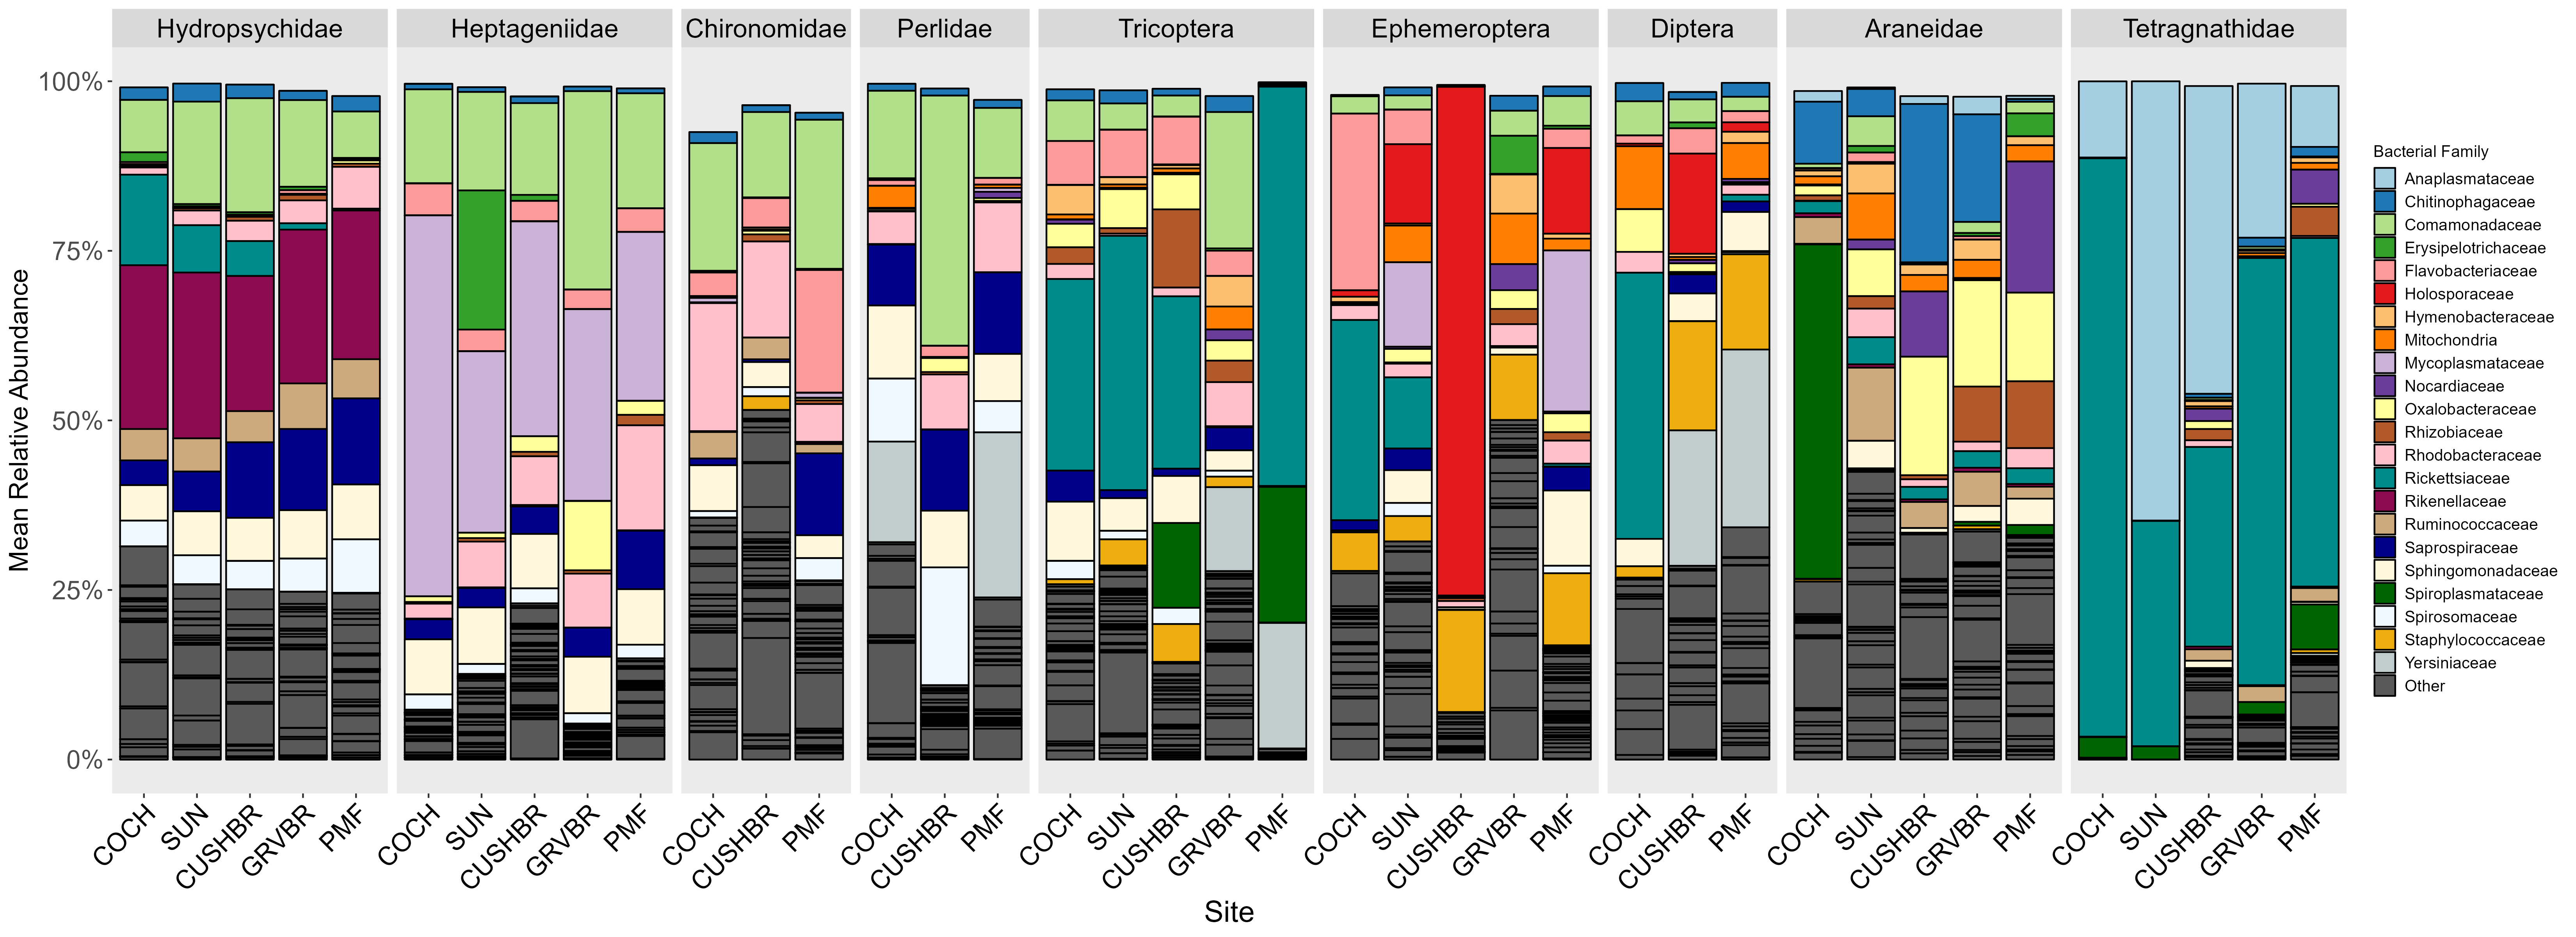 Hydropsychidae Heptageniidae Chironomidae Perlidae Tricoptera Ephemeroptera Diptera Araneidae Tetragnathidae
Mean Relative Abundance
100%
75%
50%
25%
0%
COCH SUN CUSHBR GRVBR PMF COCH SUN CUSHBR GRVBR PMF COCH CUSHBR PMF COCH CUSHBR PMF COCH SUN CUSHBR GRVBR PMF COCH SUN CUSHBR GRVBR PMF COCH CUSHBR PMF COCH SUN CUSHBR GRVBR PMF COCH SUN CUSHBR GRVBR PMF
Site
Bacterial Family
Anaplasmataceae
Chitinophagaceae
Comamonadaceae
Erysipelotrichaceae
Flavobacteriaceae
Holosporaceae
Hymenobacteraceae
Mitochondria
Mycoplasmataceae
Nocardiaceae
Oxalobacteraceae
Rhizobiaceae
Rhodobacteraceae
Rickettsiaceae
Rikenellaceae
Ruminococcaceae
Saprospiraceae
Sphingomonadaceae
Spiroplasmataceae
Spirosomaceae
Staphylococcaceae
Yersiniaceae
Other